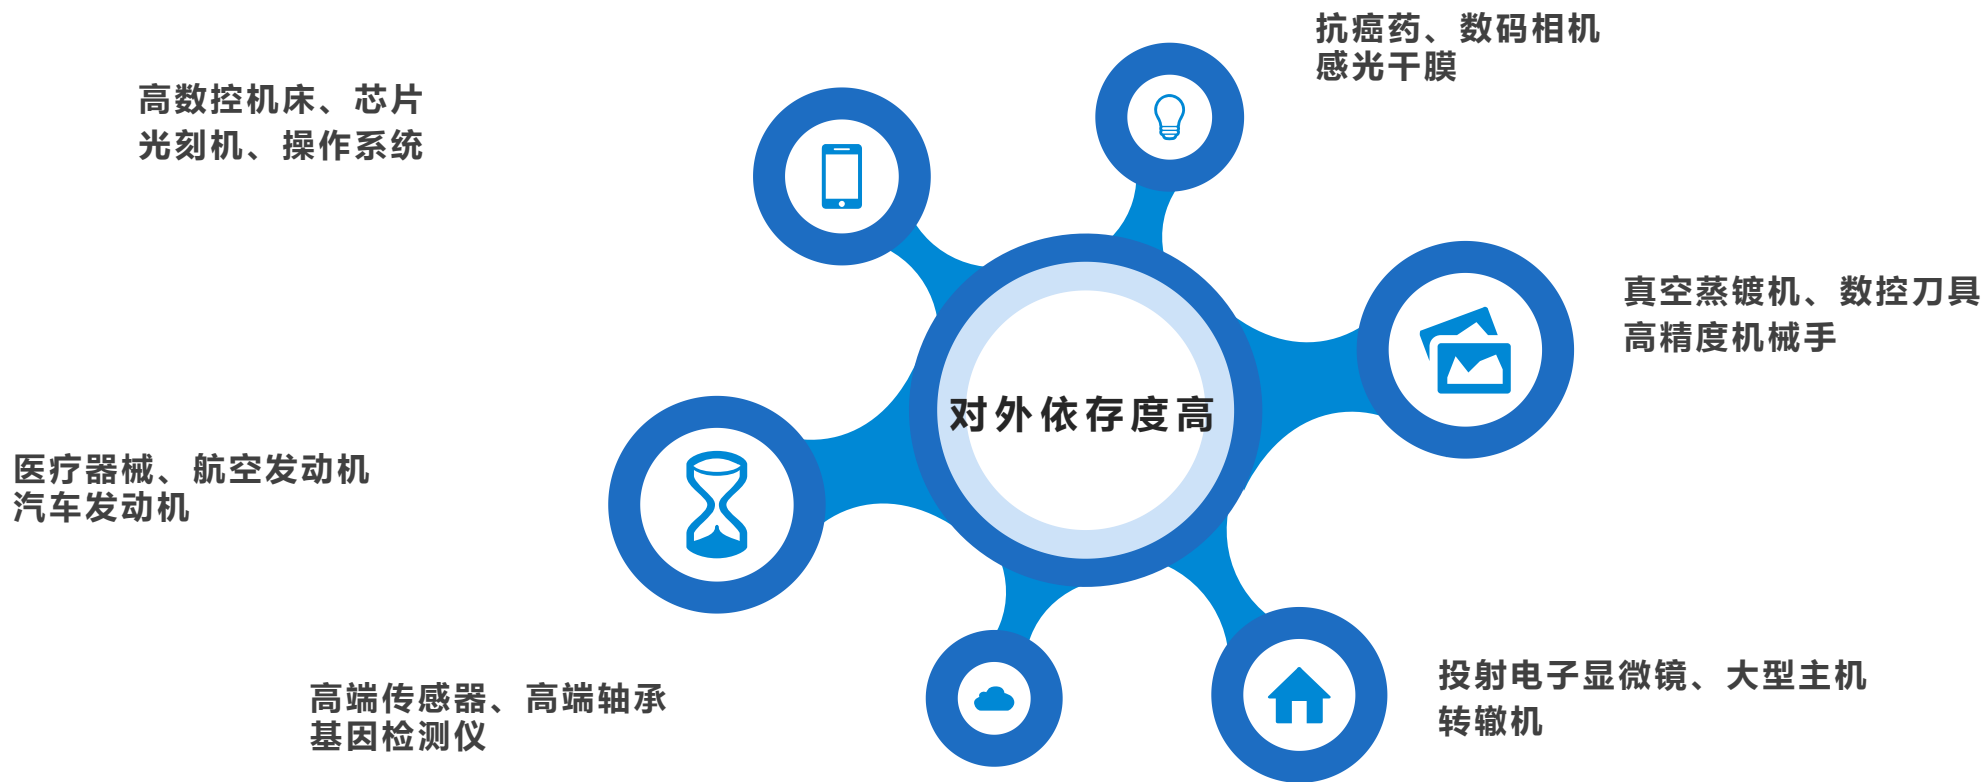 抗癌药、数码相机
感光干膜
高数控机床、芯片
光刻机、操作系统
真空蒸镀机、数控刀具
高精度机械手
对外依存度高
医疗器械、航空发动机
汽车发动机
投射电子显微镜、大型主机
转辙机
高端传感器、高端轴承
基因检测仪